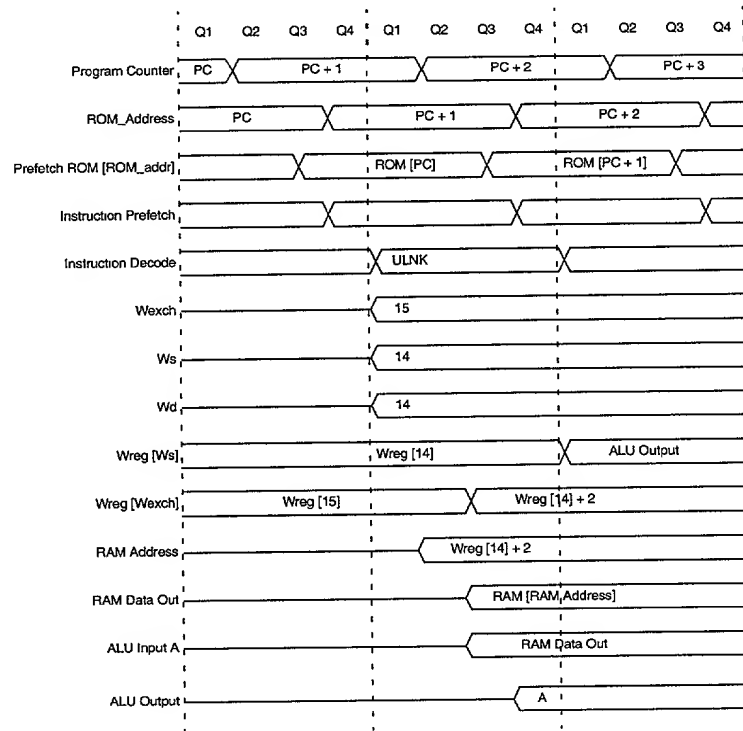 Q1 Q2 Q3 Q4 Q1 Q2 Q3 Q4 Q1 Q2 Q3 Q4
Program Counter PC PC + 1 PC + 2 PC + 3
ROM_Address PC PC + 1 PC + 2
Prefetch ROM [ROM_addr] ROM [PC] ROM [PC + 1]
Instruction Prefetch
Instruction Decode ULNK
Wexch 15
Ws 14
Wd 14
Wreg [Ws] Wreg [14] ALU Output
Wreg [Wexch] Wreg [15] Wreg [14] + 2
RAM Address Wreg [14] + 2
RAM Data Out RAM [RAM Address]
ALU Input A RAM Data Out
ALU Output A